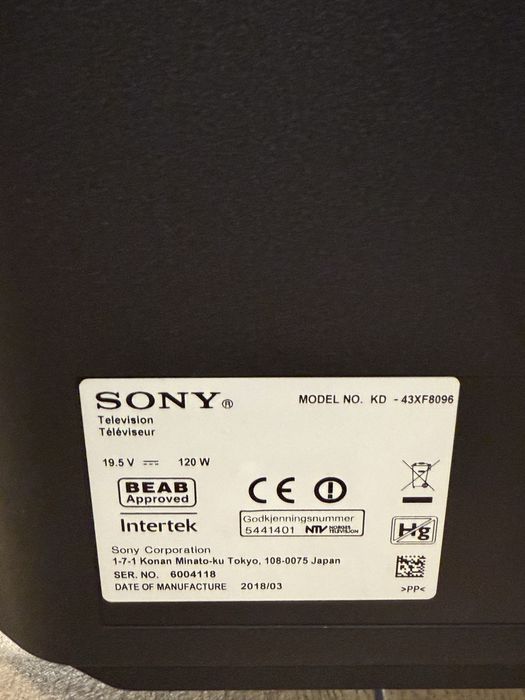 SONY®
MODEL NO. KD - 43XF8096
Television
Téléviseur
19.5 V 120 W
BEAB
Approved
CE
Intertek
Godkjenningsnummer
5441401 NTV NORGES TELEVISJON
Hg
Sony Corporation
1-7-1 Konan Minato-ku Tokyo, 108-0075 Japan
SER. NO. 6004118
DATE OF MANUFACTURE 2018/03
>PP<